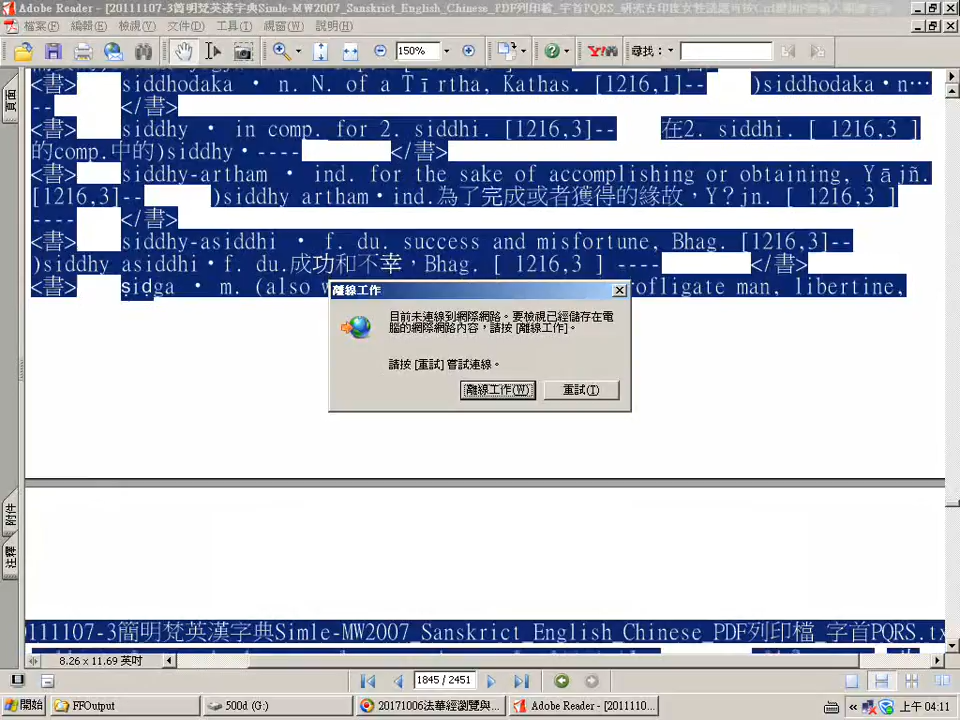 Adobe Reader - [20111107-3簡明梵英漢字典Simle-MW2007_Sanskrict_English_Chinese_PDF列印檔_字首PQRS_
檔案(F) 編輯(E) 檢視(V) 文件(D) 工具(T) 視窗(W) 說明(H)
150% 尋找：
<書> siddhodaka • n. N. of a Tīrtha, Kathas. [1216,1]-- )siddhodaka•n…
-- </書>
<書> siddhy • in comp. for 2. siddhi. [1216,3]-- 在2. siddhi. [ 1216,3 ]
的comp.中的)siddhy•---- </書>
<書> siddhy-artham • ind. for the sake of accomplishing or obtaining, Yājñ.
[1216,3]-- )siddhy artham•ind.為了完成或者獲得的緣故，Y？jn. [ 1216,3 ]
---- </書>
<書> siddhy-asiddhi • f. du. success and misfortune, Bhag. [1216,3]--
)siddhy asiddhi•f. du.成功和不幸，Bhag. [ 1216,3 ] ---- </書>
<書> ṣiḍga • m. (also w rofligate man, libertine,
離線工作
目前未連線到網際網路。要檢視已經儲存在電
腦的網際網路內容，請按 [離線工作]。
請按 [重試] 嘗試連線。
離線工作(W) 重試(T)
頁面
附件
註釋
111107-3簡明梵英漢字典Simle-MW2007_Sanskrict_English_Chinese_PDF列印檔_字首PQRS.tx
8.26 x 11.69 英吋
1845 / 2451
開始 FFOutput 500d (G:) 20171006法華經瀏覽與... Adobe Reader - [2011110... 上午 04:11